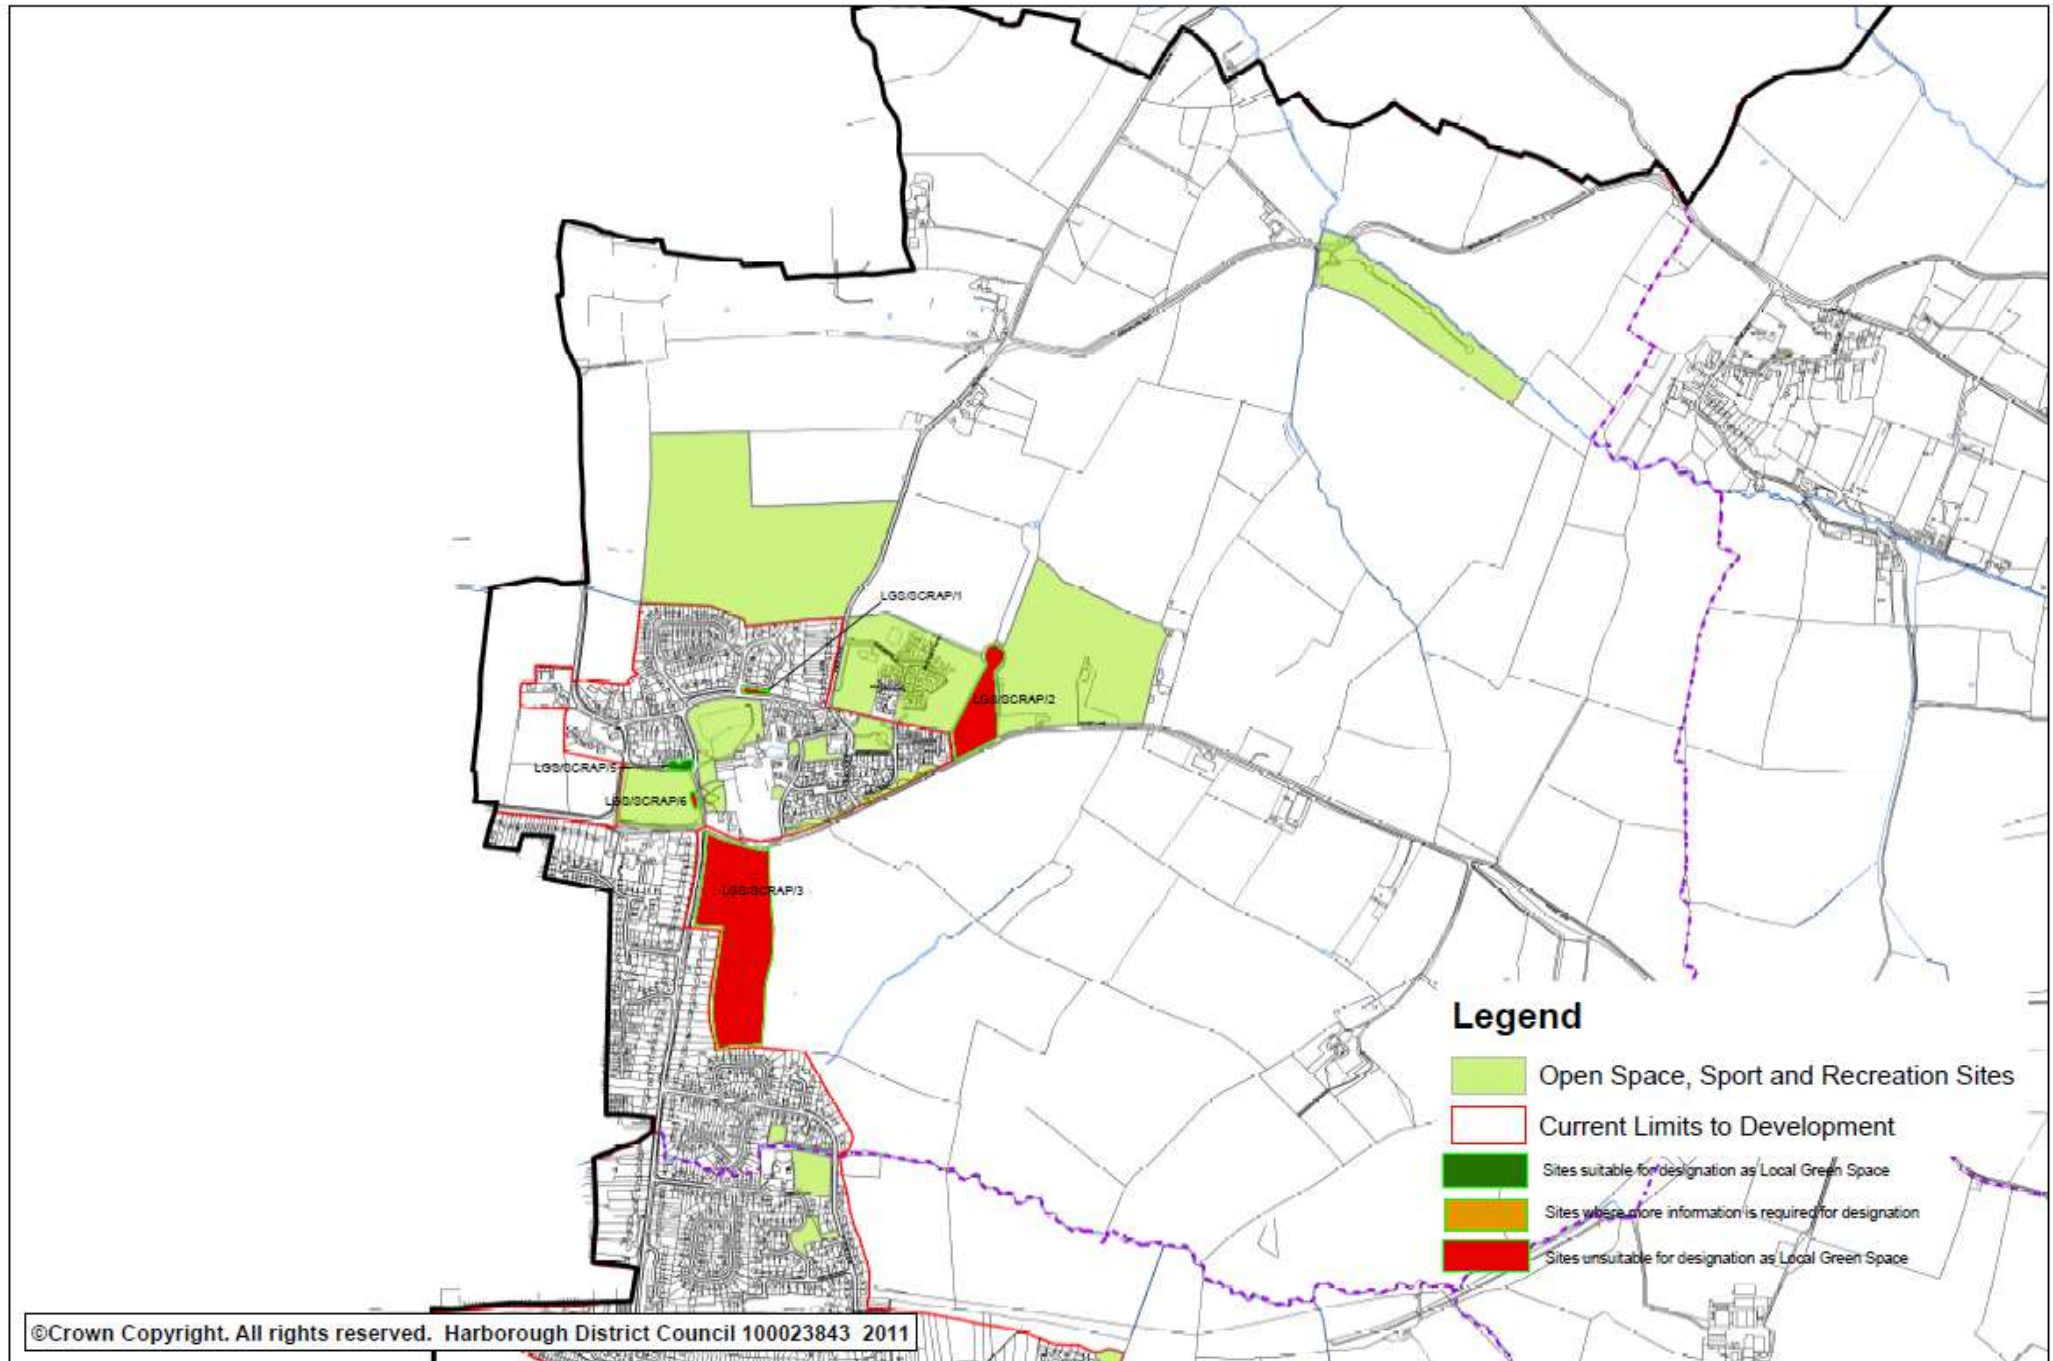 LGS/SCRAP/1
LGS/SCRAP/2
LGS/SCRAP/5
LGS/SCRAP/6
LGS/SCRAP/3
Legend
Open Space, Sport and Recreation Sites
Current Limits to Development
Sites suitable for designation as Local Green Space
Sites where more information is required for designation
Sites unsuitable for designation as Local Green Space
©Crown Copyright. All rights reserved. Harborough District Council 100023843 2011